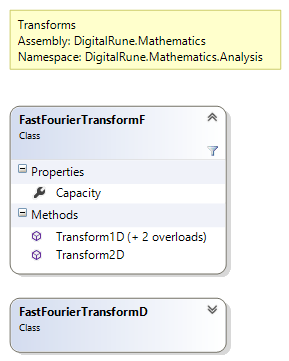 Transforms
Assembly: DigitalRune.Mathematics
Namespace: DigitalRune.Mathematics.Analysis
FastFourierTransformF
Class
Properties
Capacity
Methods
Transform1D (+ 2 overloads)
Transform2D
FastFourierTransformD
Class